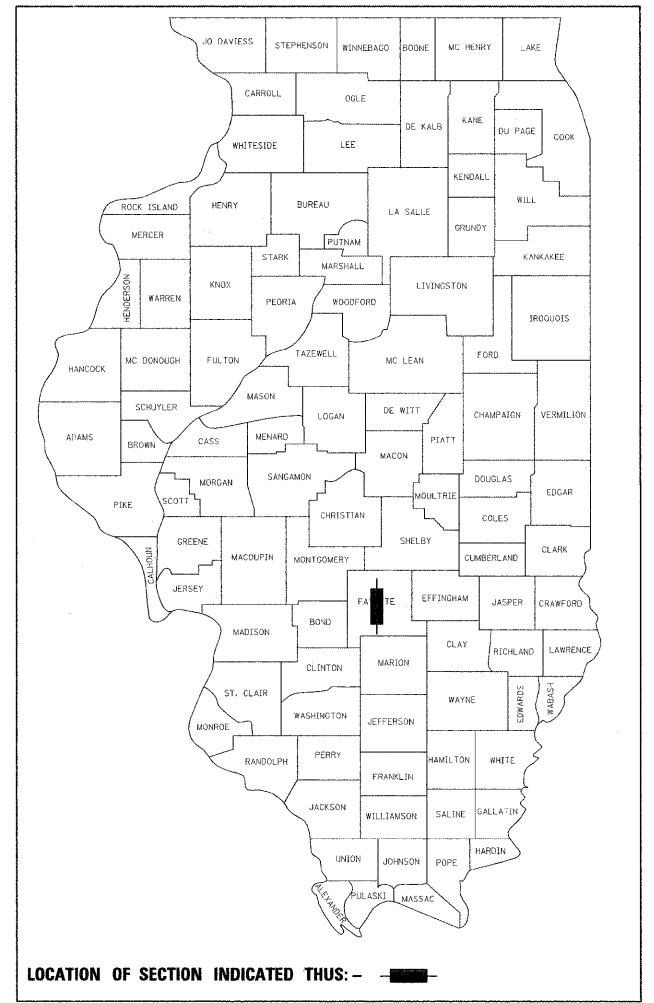 JO DAVIESS STEPHENSON WINNEBAGO BOONE MC HENRY LAKE
CARROLL OGLE DE KALB KANE DU PAGE COOK
WHITESIDE LEE
KENDALL WILL
ROCK ISLAND HENRY BUREAU LA SALLE GRUNDY
MERCER PUTNAM KANKAKEE
STARK MARSHALL
HENDERSON WARREN KNOX PEORIA WOODFORD LIVINGSTON IROQUOIS
HANCOCK MC DONOUGH FULTON TAZEWELL MC LEAN FORD
MASON
SCHUYLER LOGAN DE WITT CHAMPAIGN VERMILION
ADAMS BROWN CASS MENARD MACON PIATT
MORGAN SANGAMON DOUGLAS EDGAR
PIKE SCOTT CHRISTIAN MOULTRIE COLES
GREENE MACOUPIN MONTGOMERY SHELBY CUMBERLAND CLARK
CALHOUN JERSEY FA TE EFFINGHAM JASPER CRAWFORD
MADISON BOND CLAY RICHLAND LAWRENCE
CLINTON MARION
ST. CLAIR WAYNE EDWARDS WABASH
MONROE WASHINGTON JEFFERSON
RANDOLPH PERRY HAMILTON WHITE
FRANKLIN
JACKSON WILLIAMSON SALINE GALLATIN
UNION JOHNSON POPE HARDIN
ALEXANDER PULASKI MASSAC
LOCATION OF SECTION INDICATED THUS: –